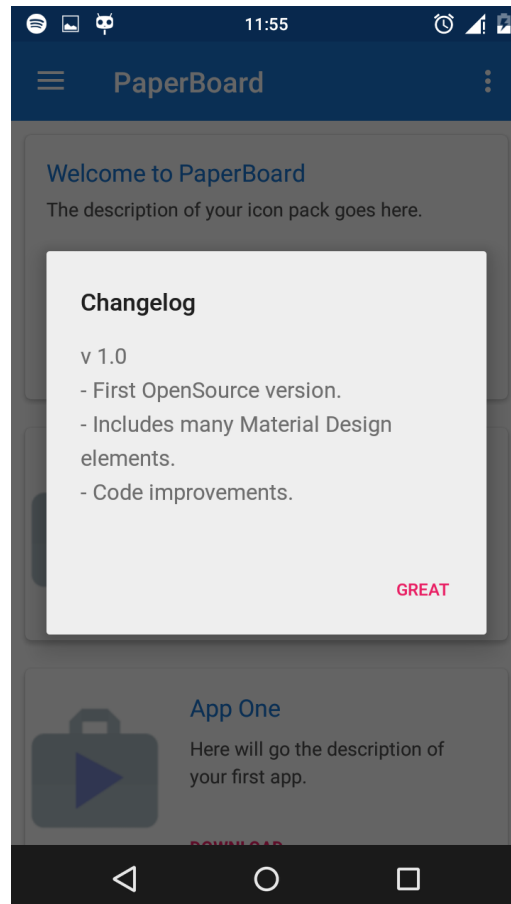 11:55
PaperBoard
Welcome to PaperBoard
The description of your icon pack goes here.
Changelog
v 1.0
- First OpenSource version.
- Includes many Material Design
elements.
- Code improvements.
GREAT
App One
Here will go the description of
your first app.
DOWNLOAD